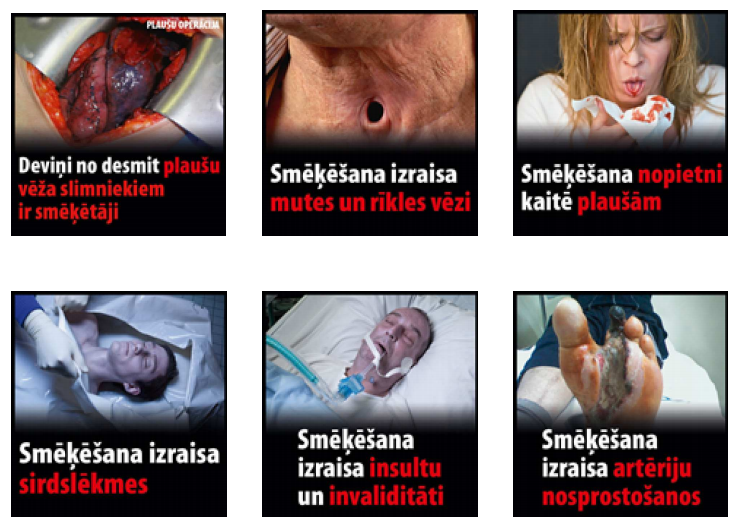 PLAUŠU OPERĀCIJA
Deviņi no desmit plaušu
vēža slimniekiem
ir smēķētāji
Smēķēšana izraisa
mutes un rīkles vēzi
Smēķēšana nopietni
kaitē plaušām
Smēķēšana izraisa
sirdslēkmes
Smēķēšana
izraisa insultu
un invaliditāti
Smēķēšana
izraisa artēriju
nosprostošanos